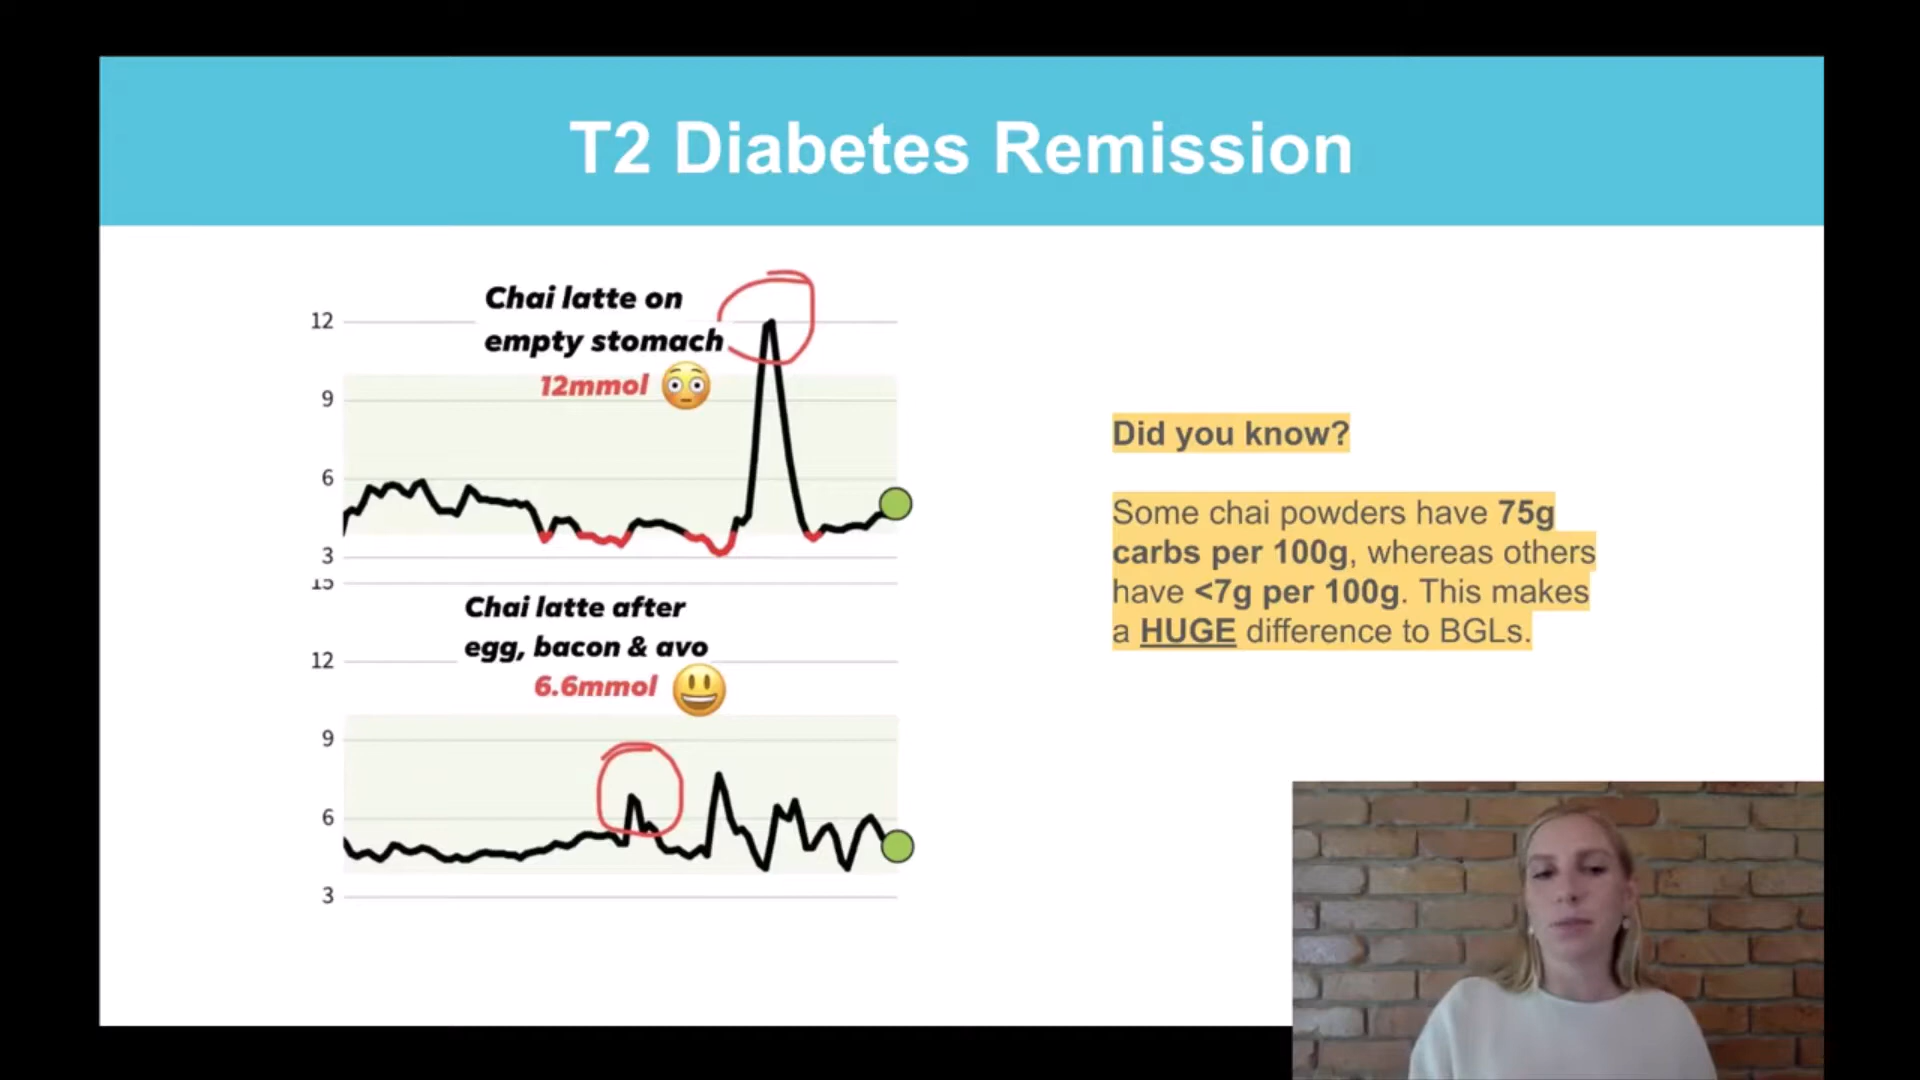 T2 Diabetes Remission
Chai latte on
empty stomach
12mmol
12
9
6
3
15
Chai latte after
egg, bacon & avo
6.6mmol
12
9
6
3
Did you know?
Some chai powders have 75g
carbs per 100g, whereas others
have <7g per 100g. This makes
a HUGE difference to BGLs.